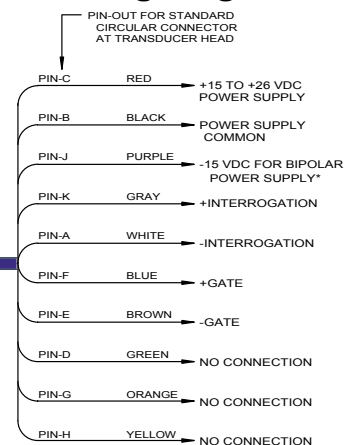 PIN-OUT FOR STANDARD
CIRCULAR CONNECTOR
AT TRANSDUCER HEAD
PIN-C RED +15 TO +26 VDC
POWER SUPPLY
PIN-B BLACK POWER SUPPLY
COMMON
PIN-J PURPLE -15 VDC FOR BIPOLAR
POWER SUPPLY*
PIN-K GRAY +INTERROGATION
PIN-A WHITE -INTERROGATION
PIN-F BLUE +GATE
PIN-E BROWN -GATE
PIN-D GREEN NO CONNECTION
PIN-G ORANGE NO CONNECTION
PIN-H YELLOW NO CONNECTION